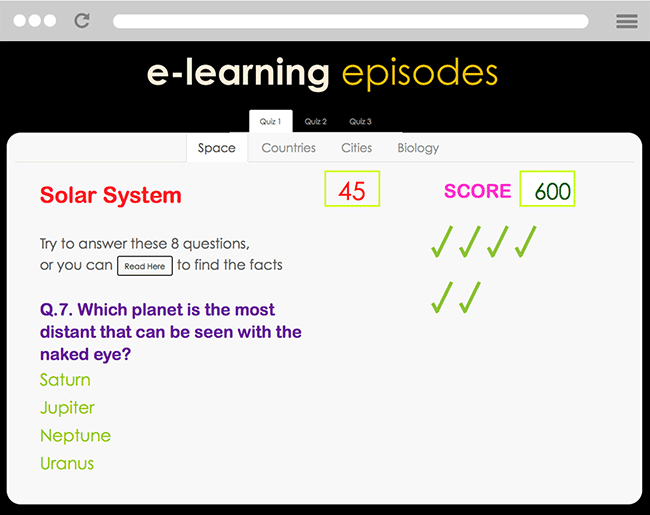 e-learning episodes
Quiz 1 Quiz 2 Quiz 3
Space Countries Cities Biology
Solar System 45 SCORE 600
Try to answer these 8 questions,
or you can Read Here to find the facts
Q.7. Which planet is the most
distant that can be seen with the
naked eye?
Saturn
Jupiter
Neptune
Uranus